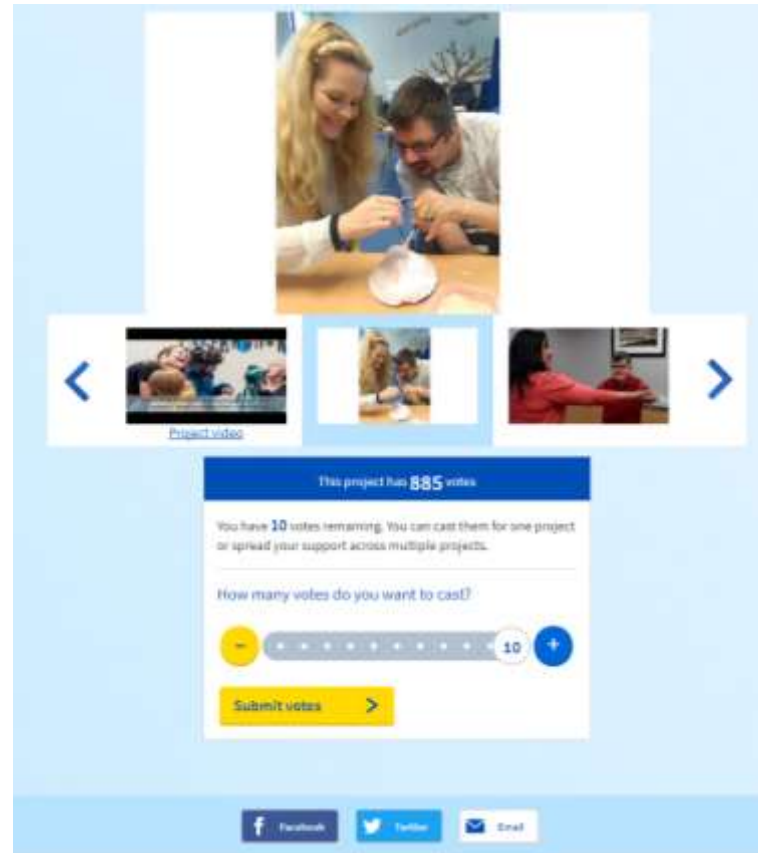 Project video
This project has 885 votes
You have 10 votes remaining. You can cast them for one project
or spread your support across multiple projects.
How many votes do you want to cast?
- 10 +
Submit votes
Facebook Twitter Email